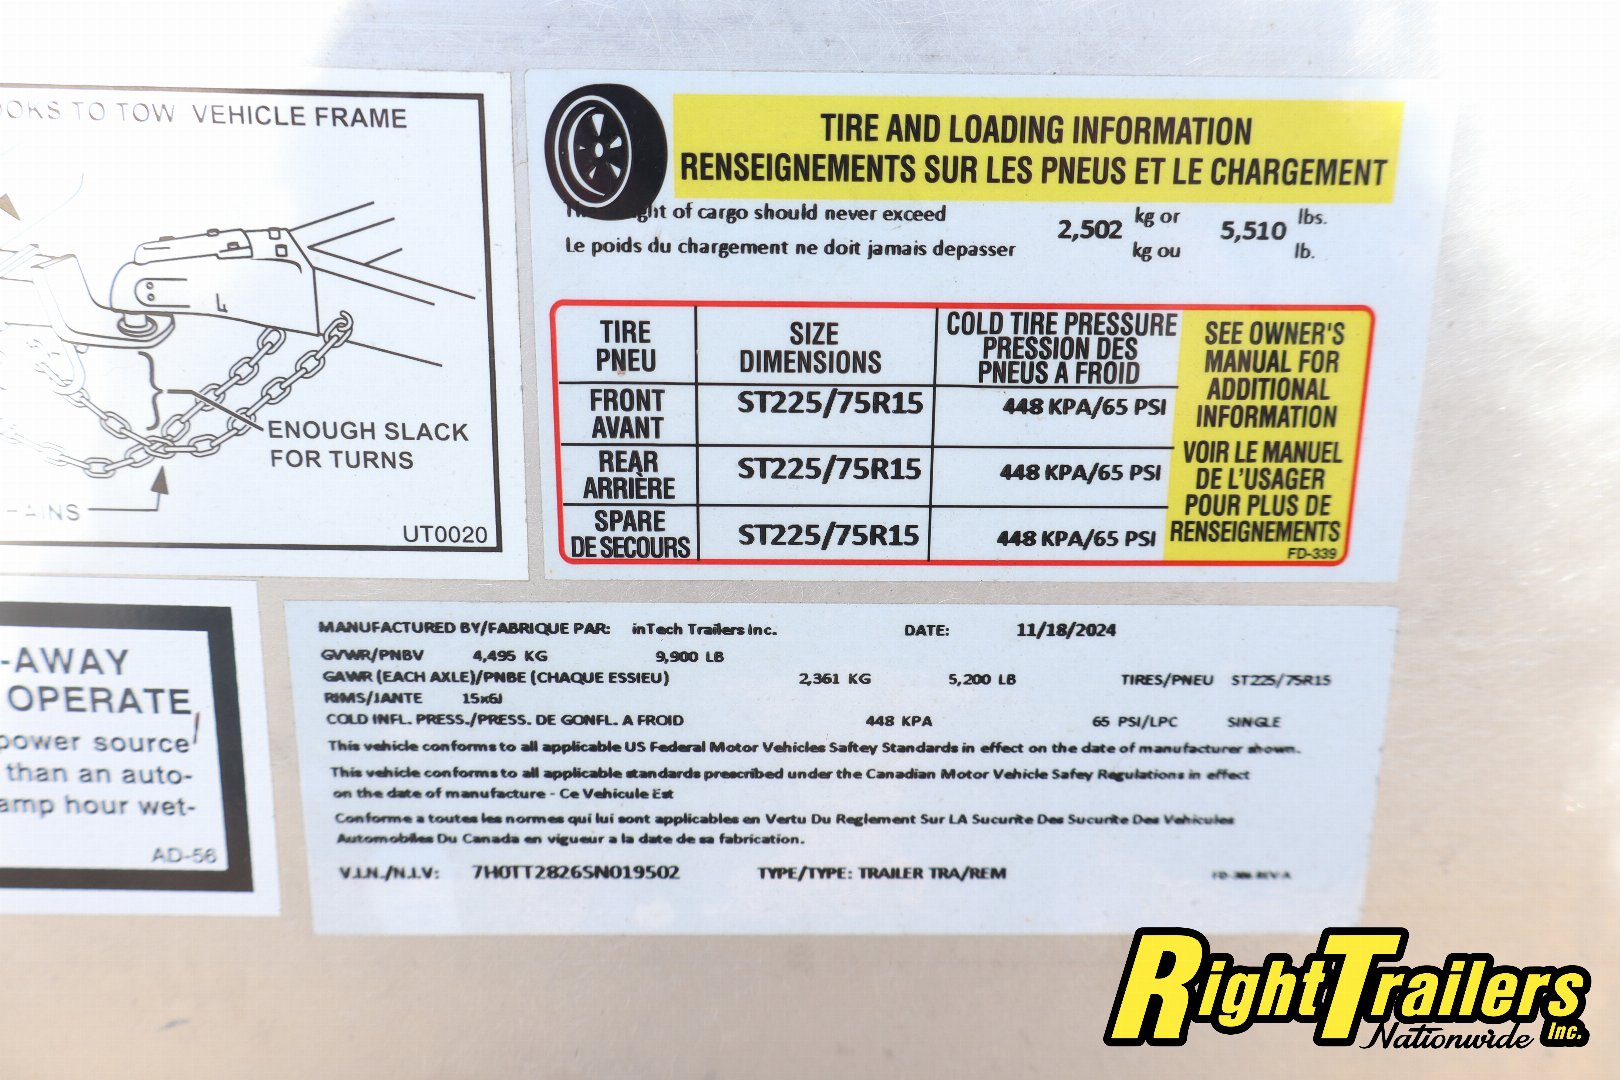 OOKS TO TOW VEHICLE FRAME
ENOUGH SLACK
FOR TURNS
UT0020
TIRE AND LOADING INFORMATION
RENSEIGNEMENTS SUR LES PNEUS ET LE CHARGEMENT
of cargo should never exceed
Le poids du chargement ne doit jamais depasser
2,502 kg or 5,510 lbs.
kg ou lb.
TIRE
PNEU
SIZE
DIMENSIONS
COLD TIRE PRESSURE
PRESSION DES
PNEUS A FROID
FRONT
AVANT
ST225/75R15
448 KPA/65 PSI
REAR
ARRIÈRE
ST225/75R15
448 KPA/65 PSI
SPARE
DE SECOURS
ST225/75R15
448 KPA/65 PSI
SEE OWNER'S
MANUAL FOR
ADDITIONAL
INFORMATION
VOIR LE MANUEL
DE L'USAGER
POUR PLUS DE
RENSEIGNEMENTS
FD-339
-AWAY
OPERATE
power source
than an auto-
amp hour wet-
AD-56
MANUFACTURED BY/FABRIQUE PAR: inTech Trailers Inc. DATE: 11/18/2024
GVWR/PNBV 4,495 KG 9,900 LB
GAWR (EACH AXLE)/PNBE (CHAQUE ESSIEU) 2,361 KG 5,200 LB TIRES/PNEU ST225/75R15
RIMS/JANTE 15x6J
COLD INFL. PRESS./PRESS. DE GONFL. A FROID 448 KPA 65 PSI/LPC SINGLE
This vehicle conforms to all applicable US Federal Motor Vehicles Saftey Standards in effect on the date of manufacturer shown.
This vehicle conforms to all applicable standards prescribed under the Canadian Motor Vehicle Safey Regulations in effect
on the date of manufacture - Ce Vehicule Est
Conforme a toutes les normes qui lui sont applicables en Vertu Du Reglement Sur LA Sucurite Des Sucurite Des Vehicules
Automobiles Du Canada en vigueur a la date de sa fabrication.
V.I.N./N.I.V: 7H0TT2826SN019502 TYPE/TYPE: TRAILER TRA/REM
RightTrailers
Nationwide Inc.